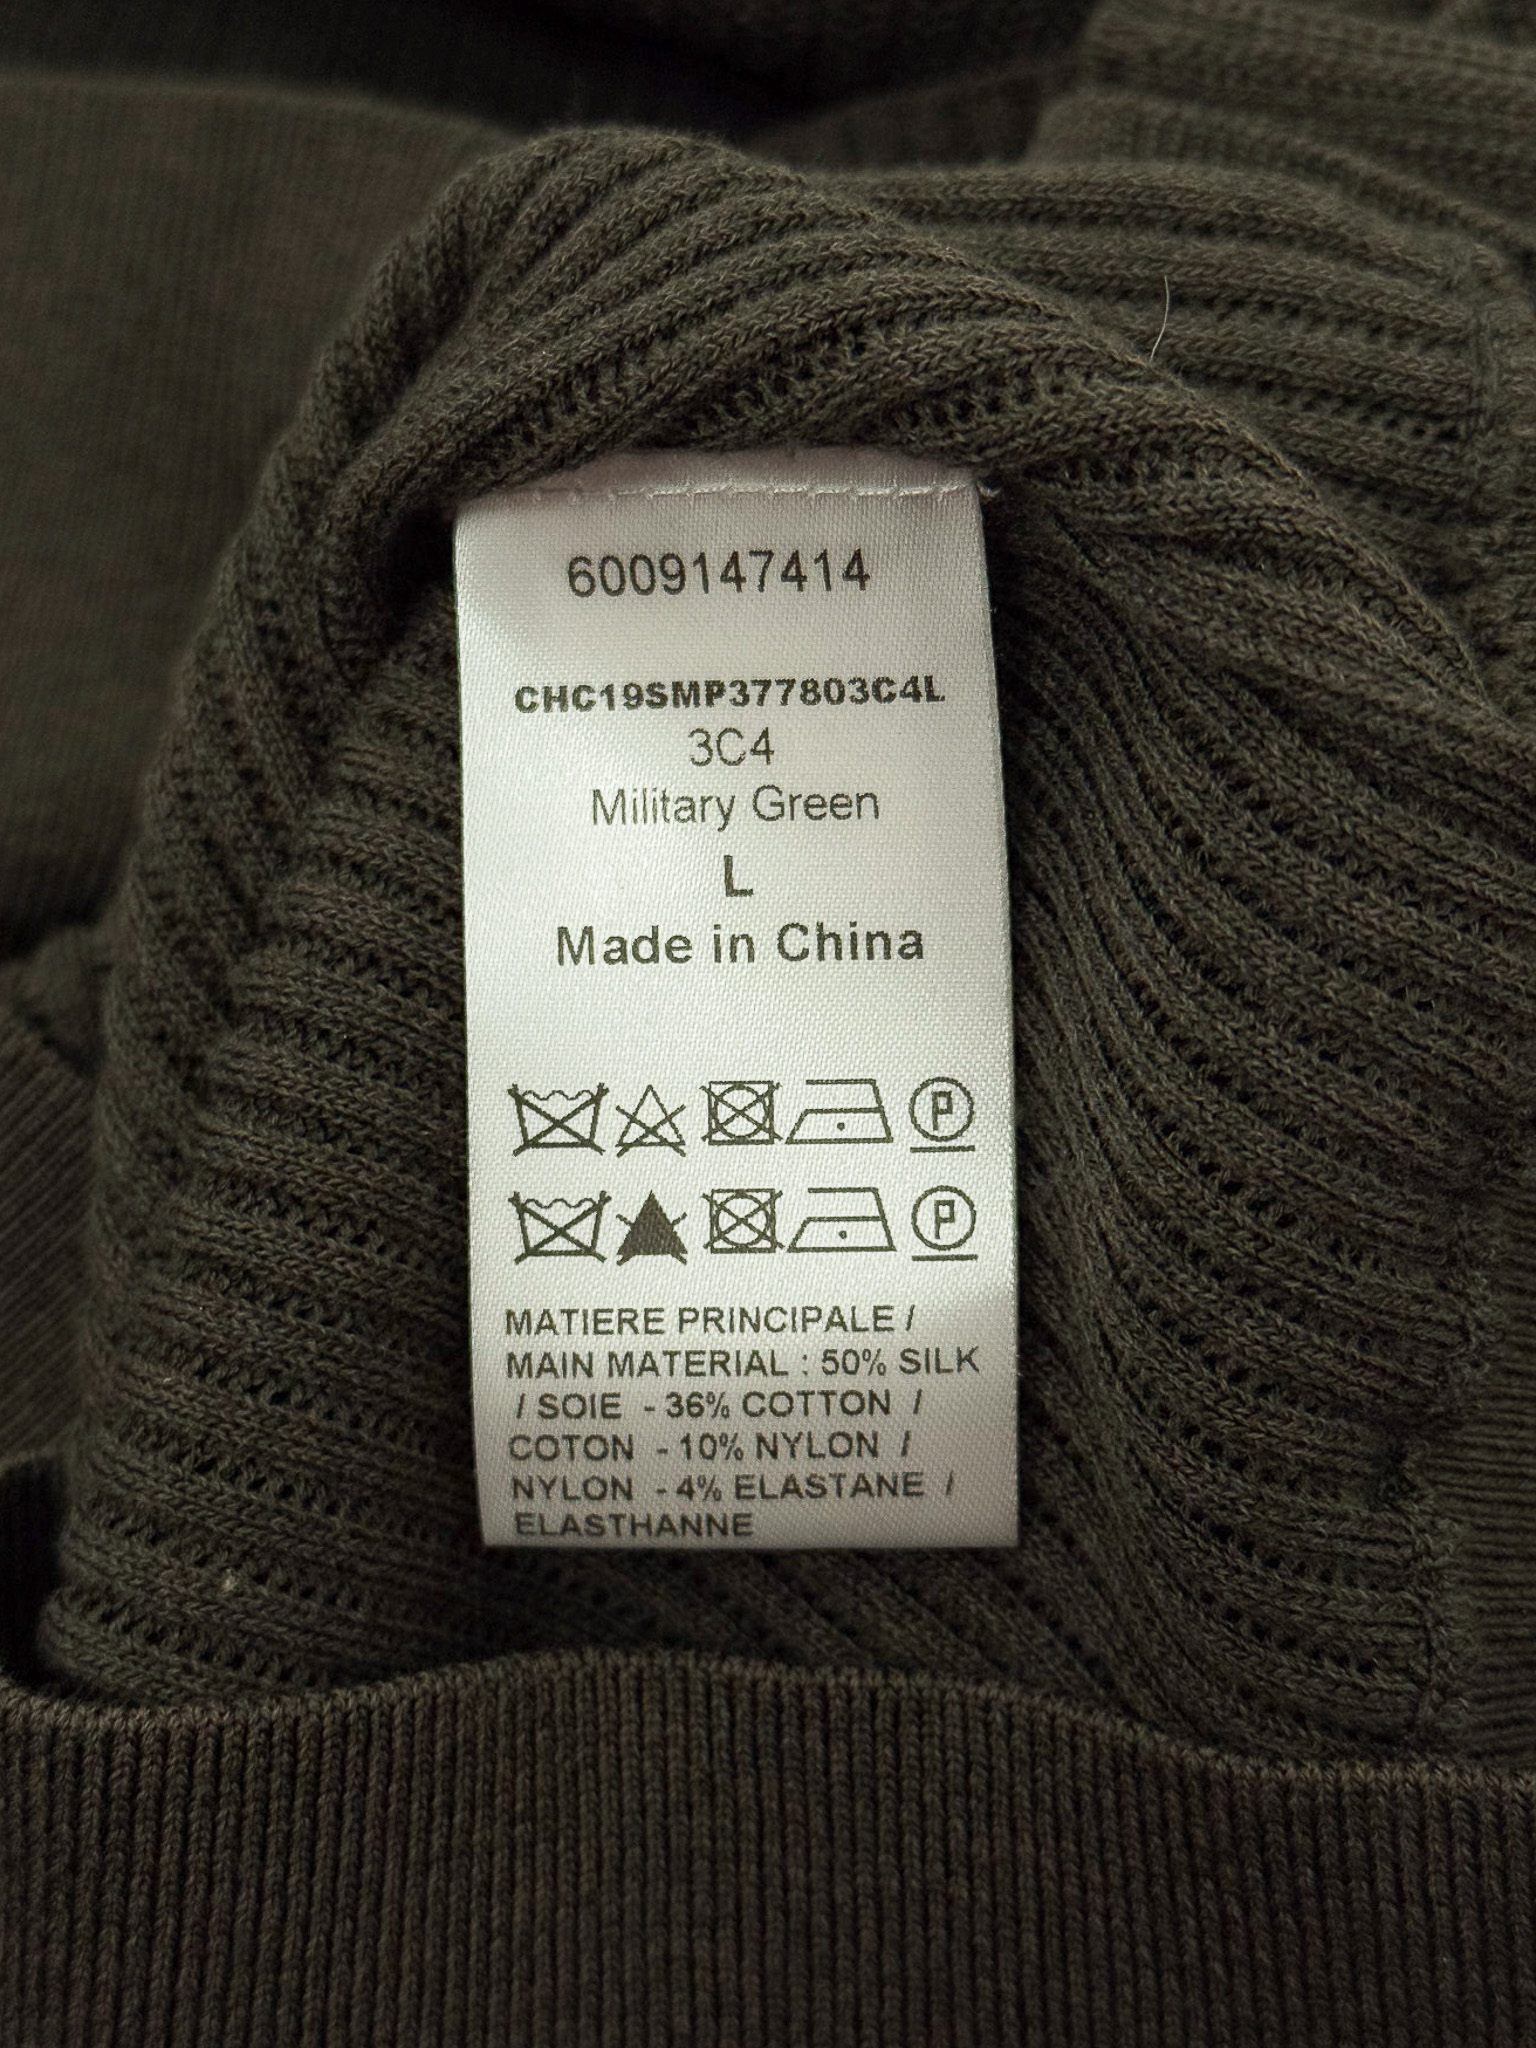 6009147414
CHC19SMP377803C4L
3C4
Military Green
L
Made in China
P
P
MATIERE PRINCIPALE /
MAIN MATERIAL : 50% SILK
/ SOIE - 36% COTTON /
COTON - 10% NYLON /
NYLON - 4% ELASTANE /
ELASTHANNE